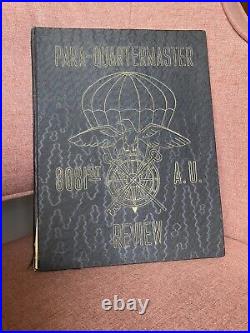 PARA-QUARTERMASTER
8081ST A. U.
REVIEW